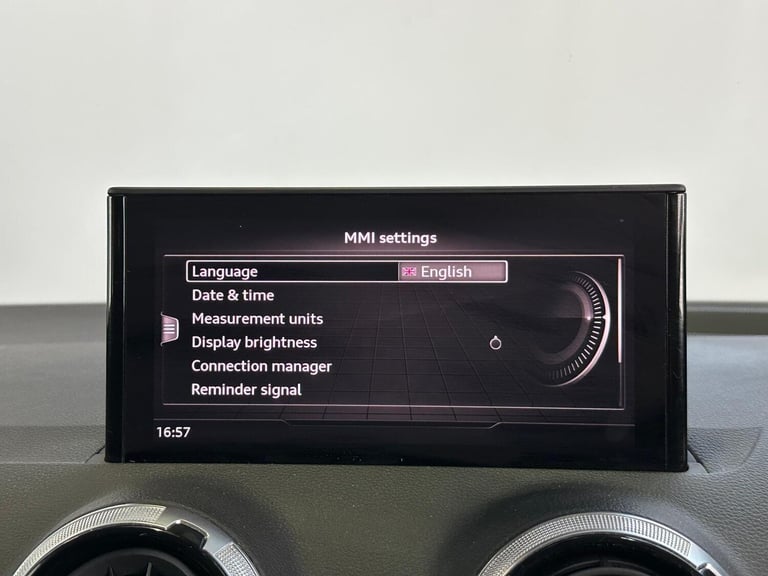 MMI settings
Language English
Date & time
Measurement units
Display brightness
Connection manager
Reminder signal
16:57